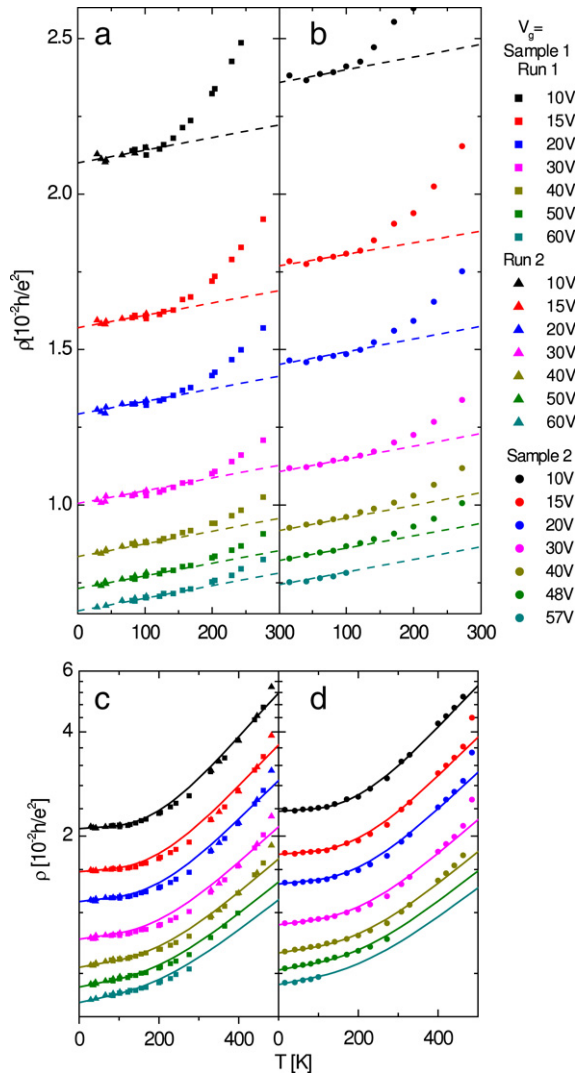 a
b
2.5
2.0
1.5
1.0
ρ[10⁻²h/e²]
0
100
200
300
0
100
200
300
V_g=
Sample 1
Run 1
10V
15V
20V
30V
40V
50V
60V
Run 2
10V
15V
20V
30V
40V
50V
60V
Sample 2
10V
15V
20V
30V
40V
48V
57V
c
d
6
4
2
ρ [10⁻²h/e²]
0
200
400
0
200
400
T [K]